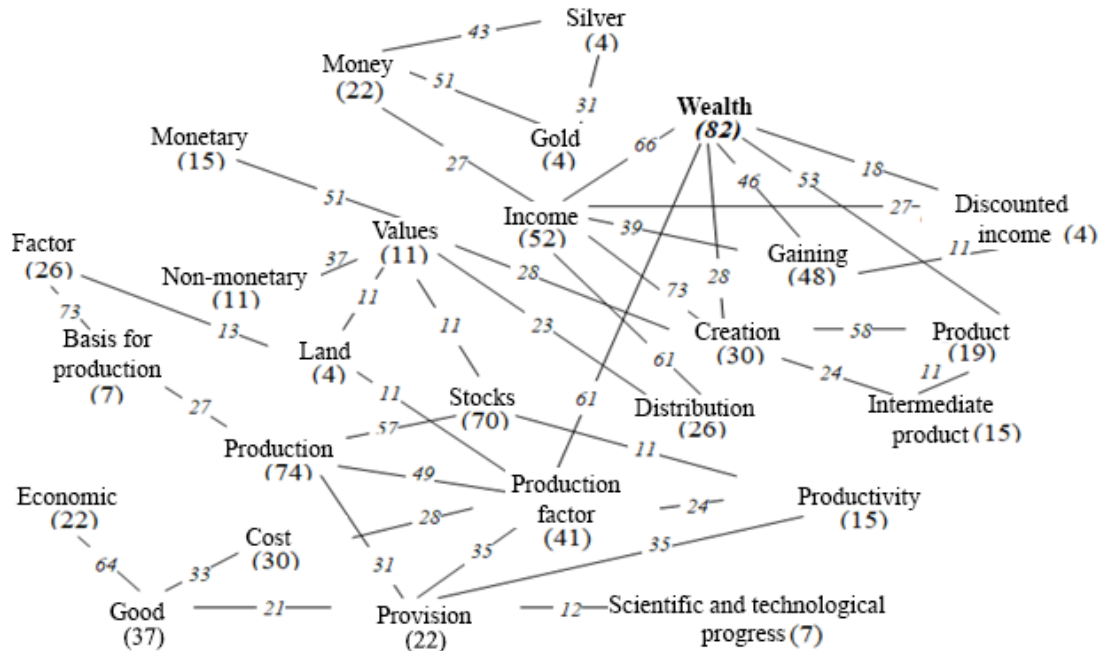 Silver
43
(4)
Money
51
(22)
31
Wealth
(82)
Monetary
Gold
66
(15)
(4)
27
46
53
18
51
Income
27
Discounted
Factor
Values
(52)
39
Gaining
income (4)
(26)
Non-monetary
37
(11)
28
28
(48)
11
(11)
73
73
11
13
11
23
Creation
58
Product
Basis for
Land
(30)
(19)
production
(4)
61
24
11
(7)
11
Stocks
61
Distribution
Intermediate
27
(70)
(26)
product (15)
57
Production
11
(74)
49
Production
Productivity
Economic
factor
24
(15)
(22)
28
(41)
Cost
(30)
35
35
64
33
31
Good
21
Provision
12
Scientific and technological
(37)
(22)
progress (7)